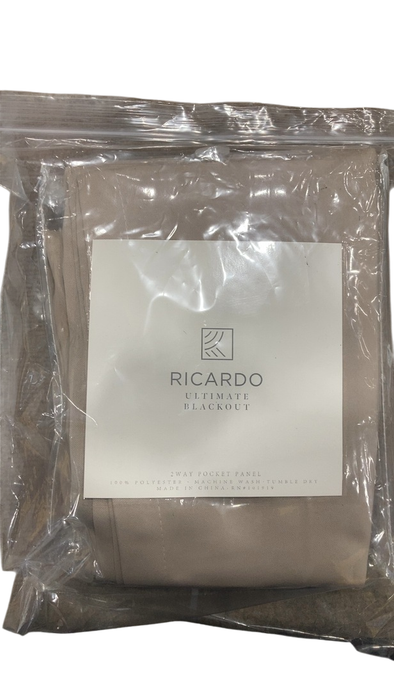 RICARDO
ULTIMATE
BLACKOUT
2WAY POCKET PANEL
100% POLYESTER - MACHINE WASH/TUMBLE DRY
MADE IN CHINA